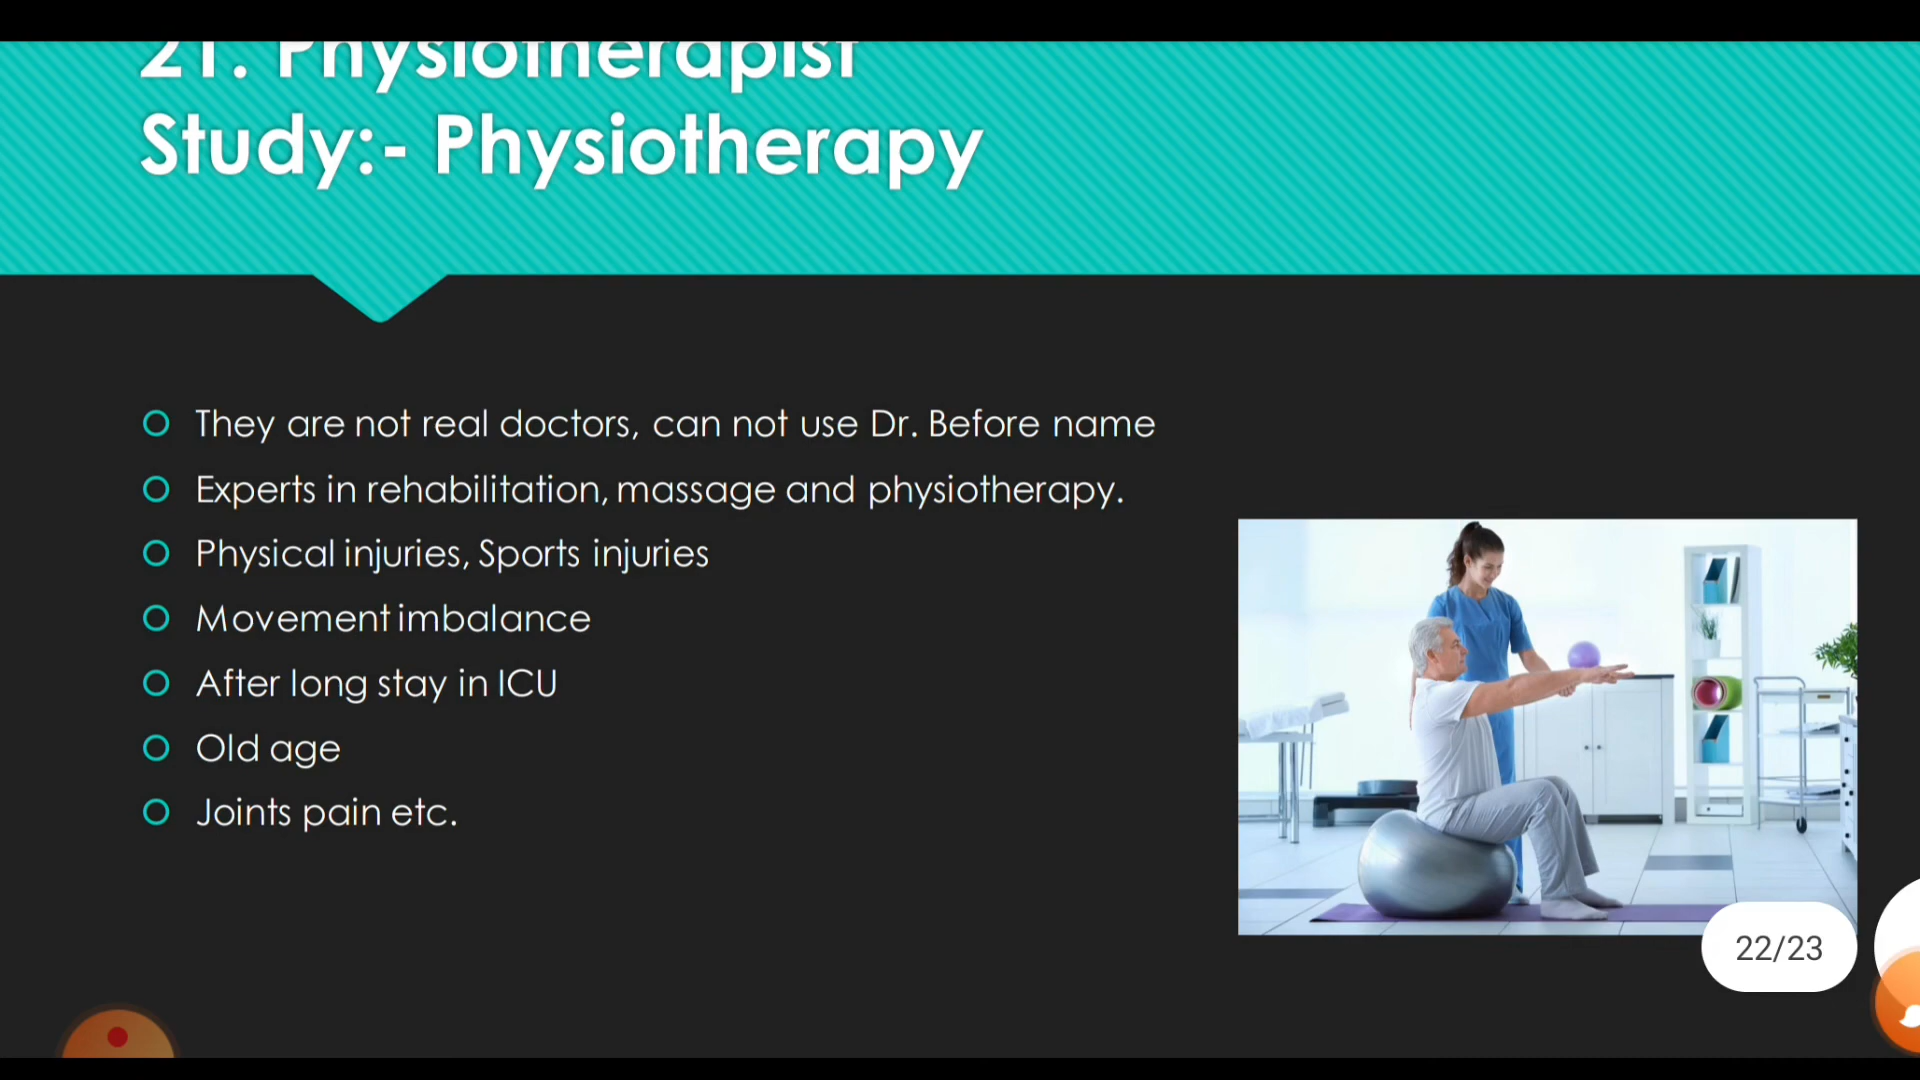 21. Physiotherapist
Study:- Physiotherapy
They are not real doctors, can not use Dr. Before name
Experts in rehabilitation, massage and physiotherapy.
Physical injuries, Sports injuries
Movement imbalance
After long stay in ICU
Old age
Joints pain etc.
22/23